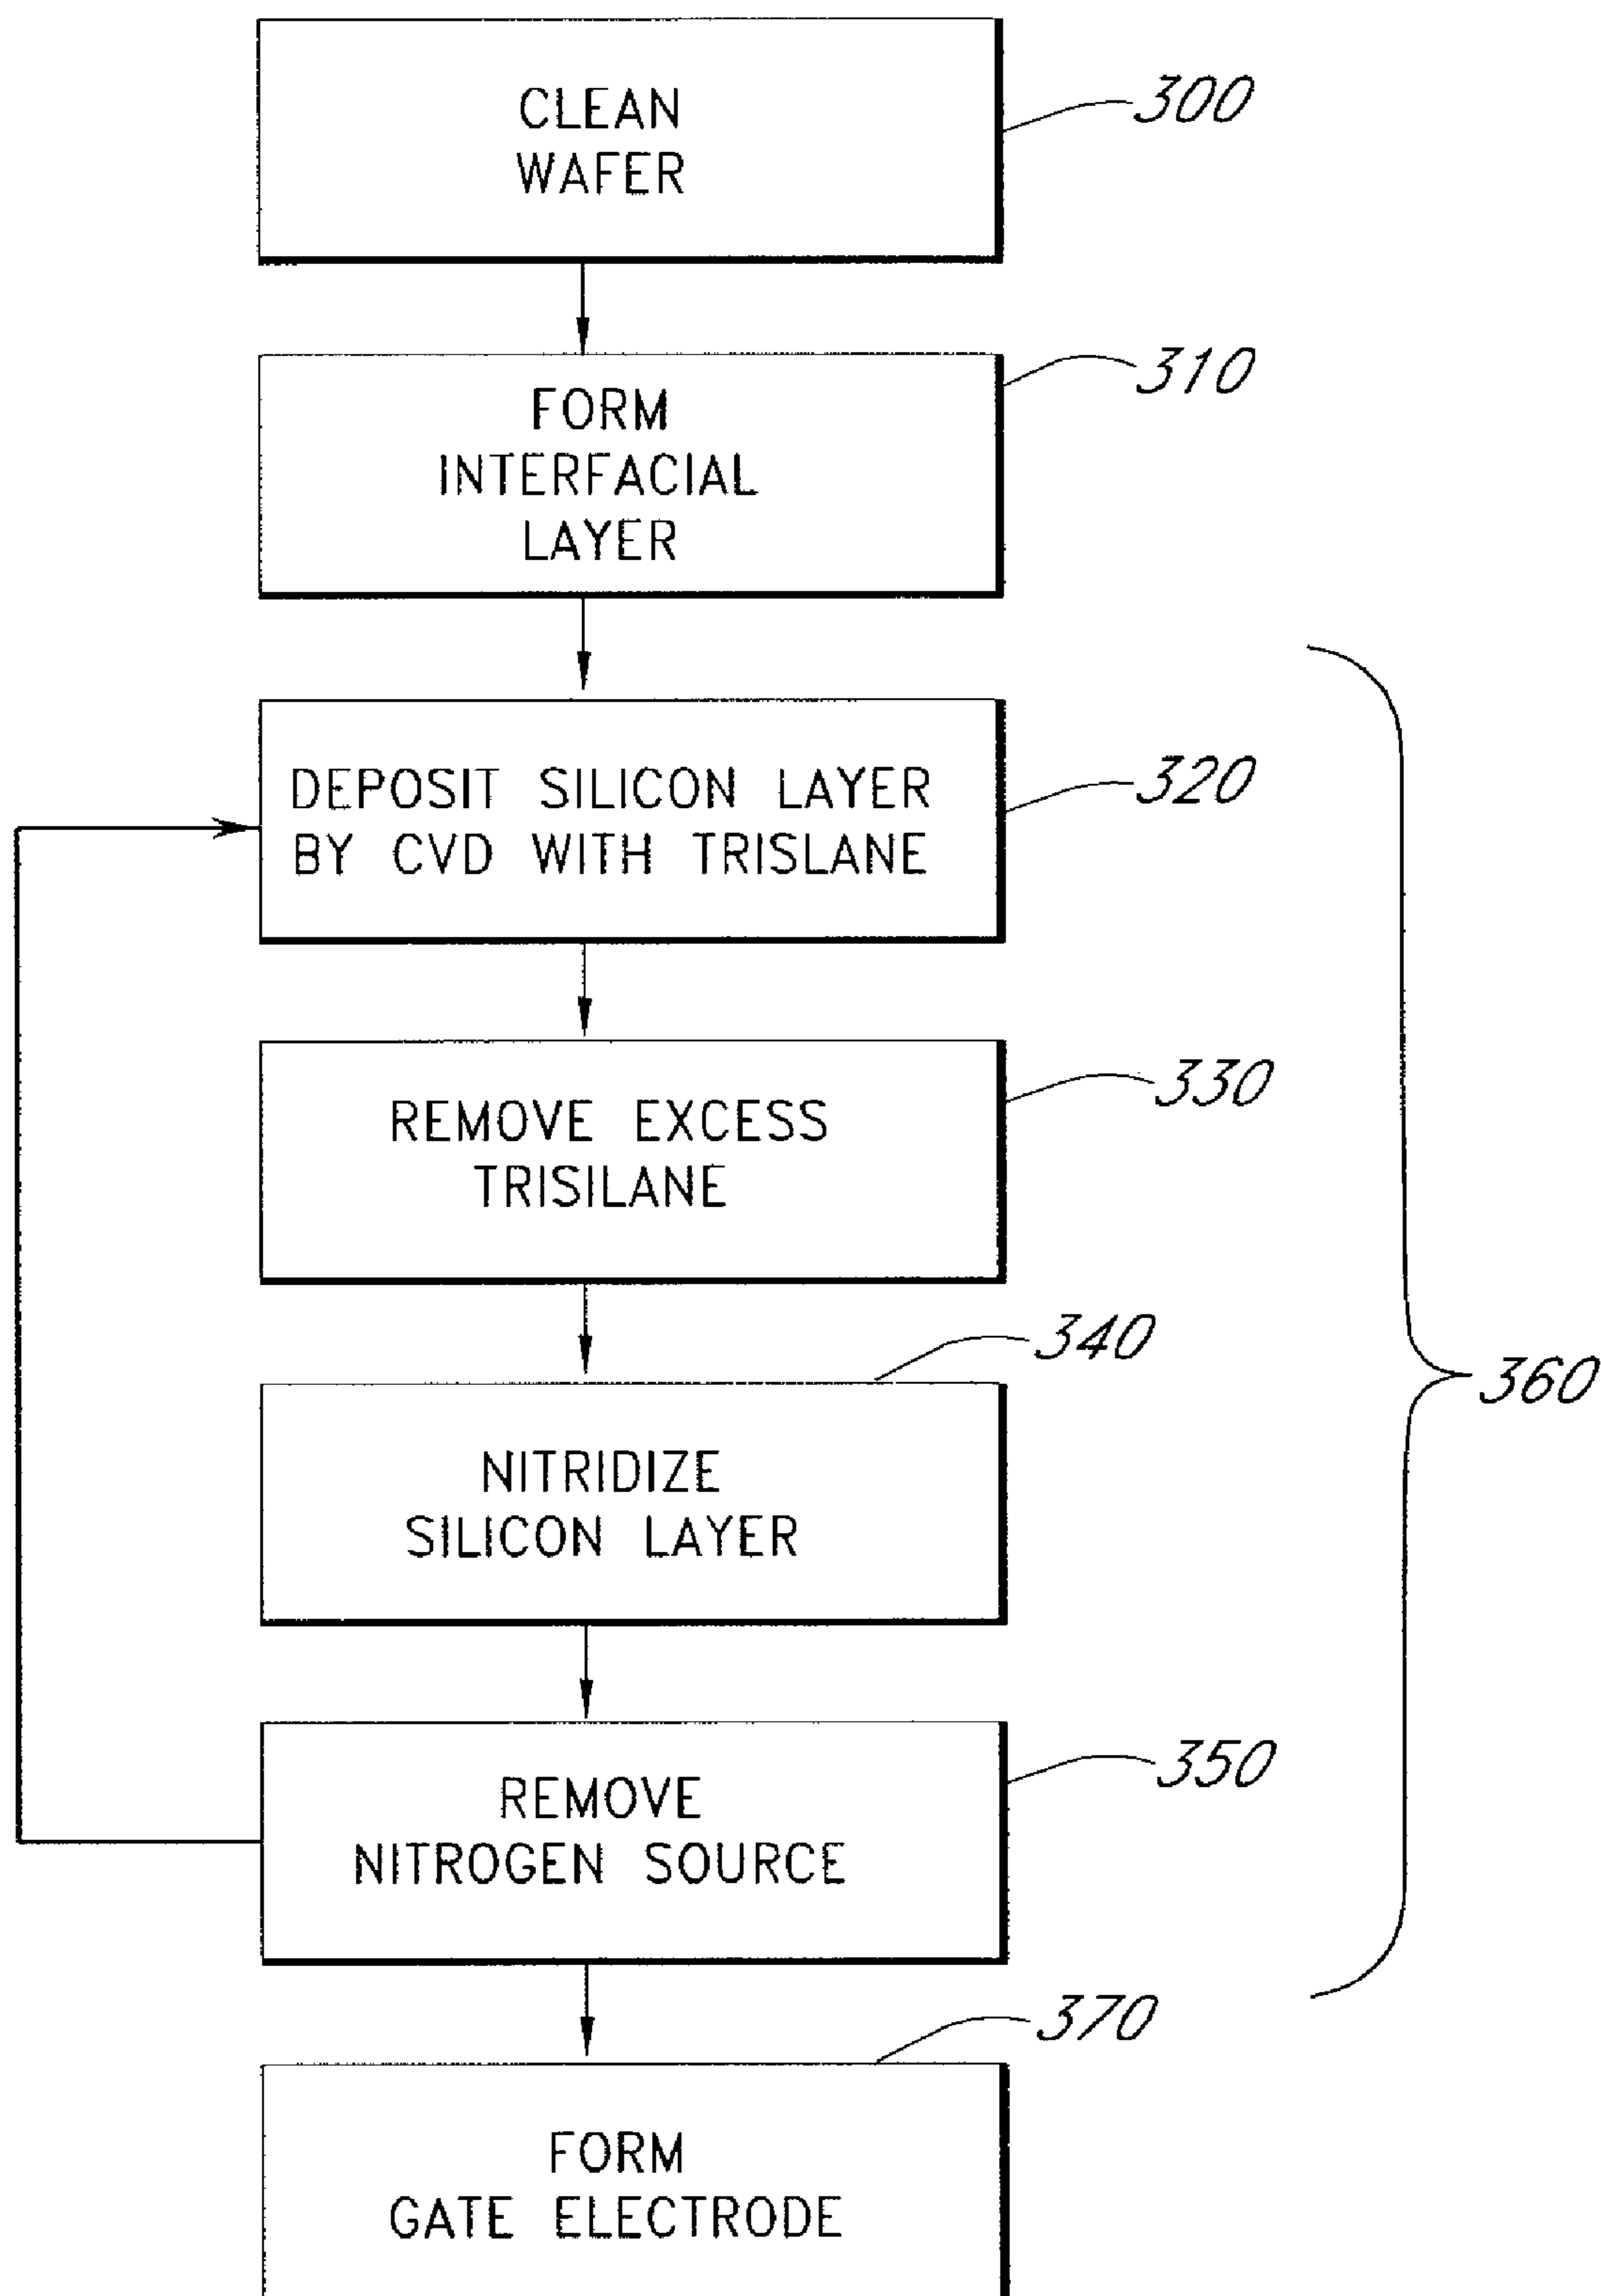 CLEAN
WAFER
300
FORM
INTERFACIAL
LAYER
310
DEPOSIT SILICON LAYER
BY CVD WITH TRISLANE
320
REMOVE EXCESS
TRISILANE
330
NITRIDIZE
SILICON LAYER
340
360
REMOVE
NITROGEN SOURCE
350
FORM
GATE ELECTRODE
370